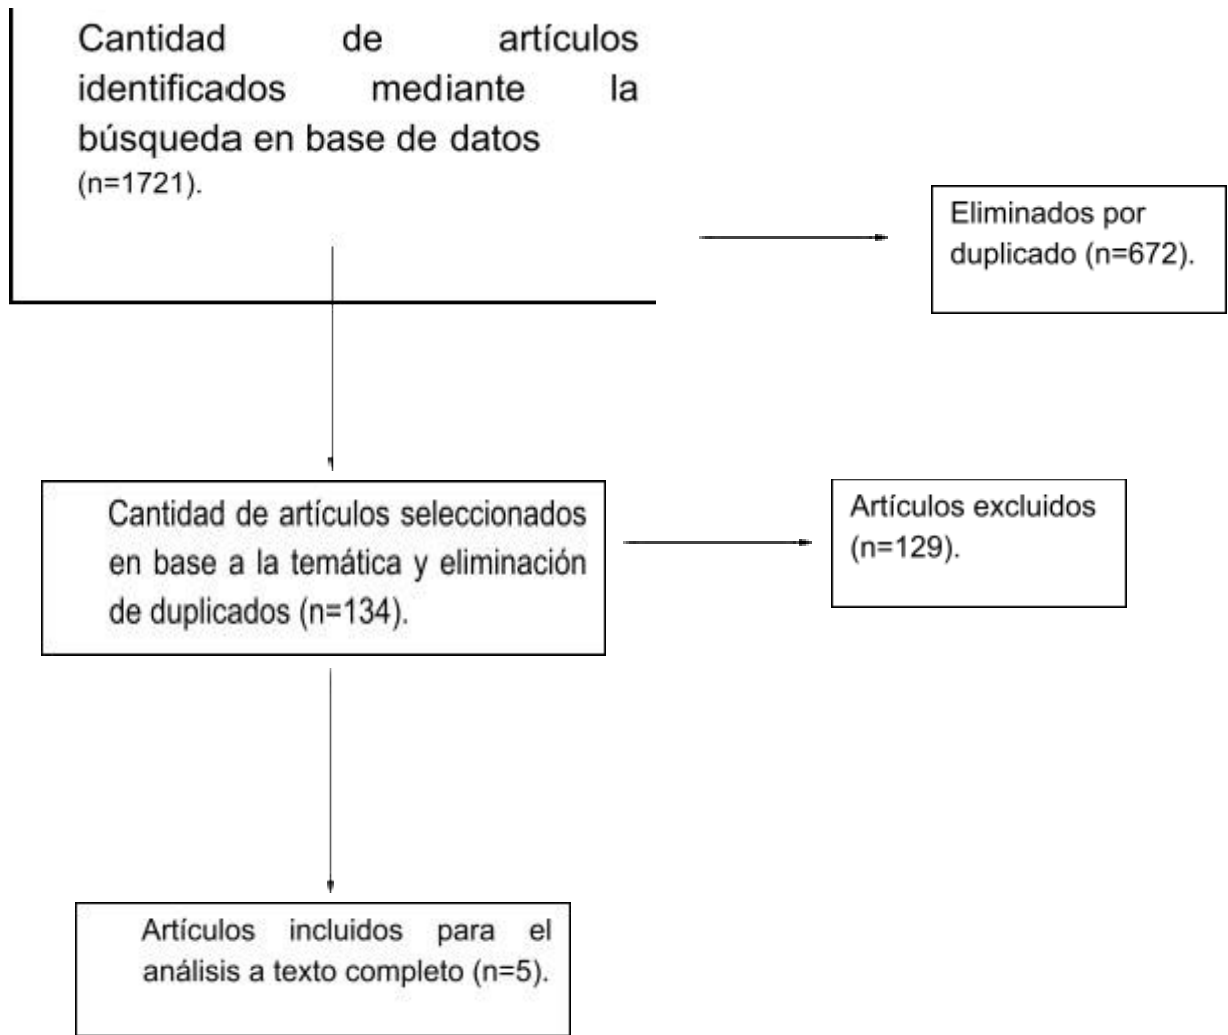 Cantidad de artículos
identificados mediante la
búsqueda en base de datos
(n=1721).
Eliminados por
duplicado (n=672).
Cantidad de artículos seleccionados
en base a la temática y eliminación
de duplicados (n=134).
Artículos excluidos
(n=129).
Artículos incluidos para el
análisis a texto completo (n=5).